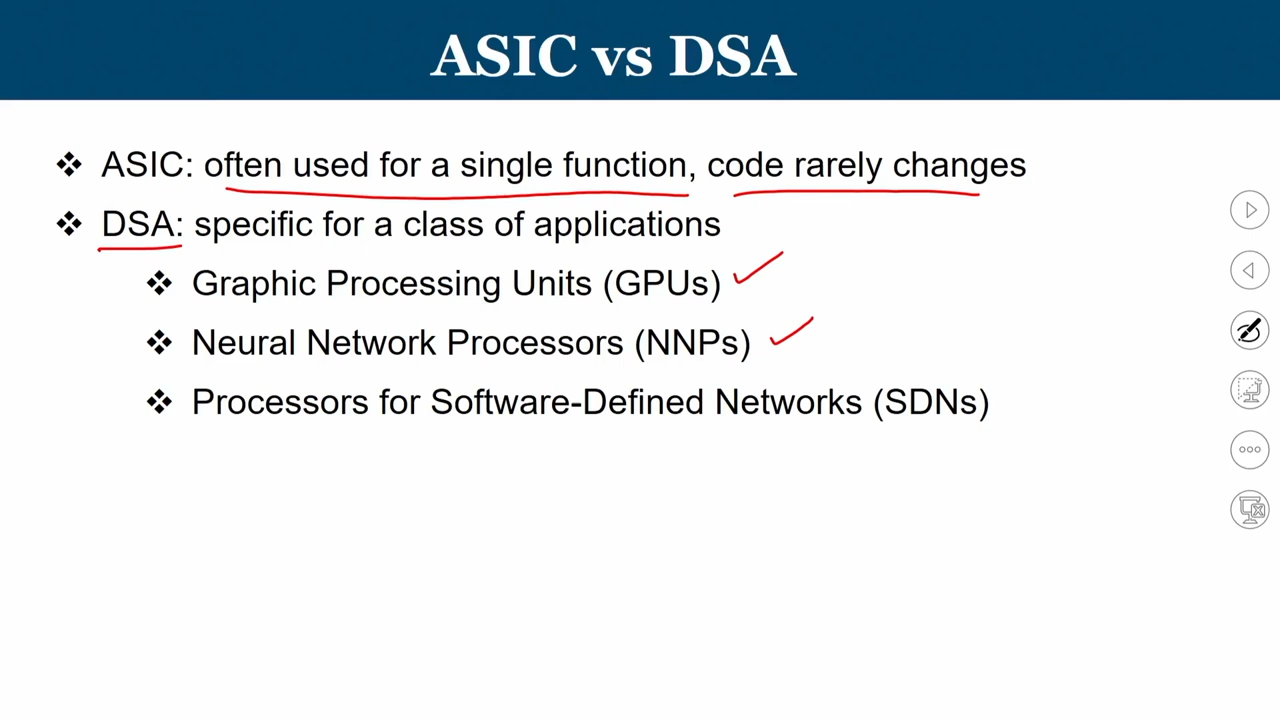 ASIC vs DSA
❖ ASIC: often used for a single function, code rarely changes
❖ DSA: specific for a class of applications
❖ Graphic Processing Units (GPUs)
❖ Neural Network Processors (NNPs)
❖ Processors for Software-Defined Networks (SDNs)